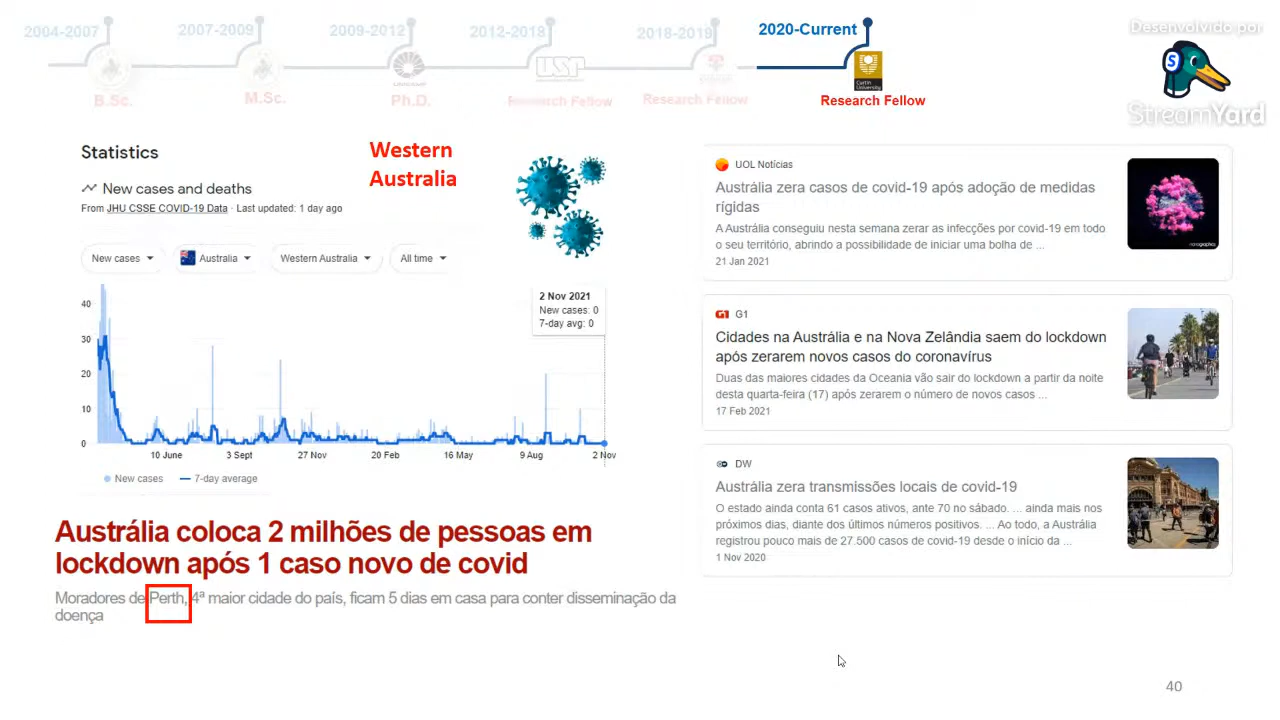 2004-2007
2007-2009
2009-2012
2012-2018
2018-2019
2020-Current
Desenvolvido por
UNICAMP
USP
Curtin University
B.Sc.
M.Sc.
Ph.D.
Research Fellow
Research Fellow
Research Fellow
StreamYard
Statistics
Western
Australia
New cases and deaths
From JHU CSSE COVID-19 Data · Last updated: 1 day ago
New cases
Australia
Western Australia
All time
2 Nov 2021
New cases: 0
7-day avg: 0
40
30
20
10
0
10 June
3 Sept
27 Nov
20 Feb
16 May
9 Aug
2 Nov
New cases
7-day average
Austrália coloca 2 milhões de pessoas em
lockdown após 1 caso novo de covid
Moradores de Perth, 4ª maior cidade do país, ficam 5 dias em casa para conter disseminação da
doença
UOL Notícias
Austrália zera casos de covid-19 após adoção de medidas
rígidas
A Austrália conseguiu nesta semana zerar as infecções por covid-19 em todo
o seu território, abrindo a possibilidade de iniciar uma bolha de ...
21 Jan 2021
G1
Cidades na Austrália e na Nova Zelândia saem do lockdown
após zerarem novos casos do coronavírus
Duas das maiores cidades da Oceania vão sair do lockdown a partir da noite
desta quarta-feira (17) após zerarem o número de novos casos ...
17 Feb 2021
DW
Austrália zera transmissões locais de covid-19
O estado ainda conta 61 casos ativos, ante 70 no sábado. ... ainda mais nos
próximos dias, diante dos últimos números positivos. ... Ao todo, a Austrália
registrou pouco mais de 27.500 casos de covid-19 desde o início da ...
1 Nov 2020
40